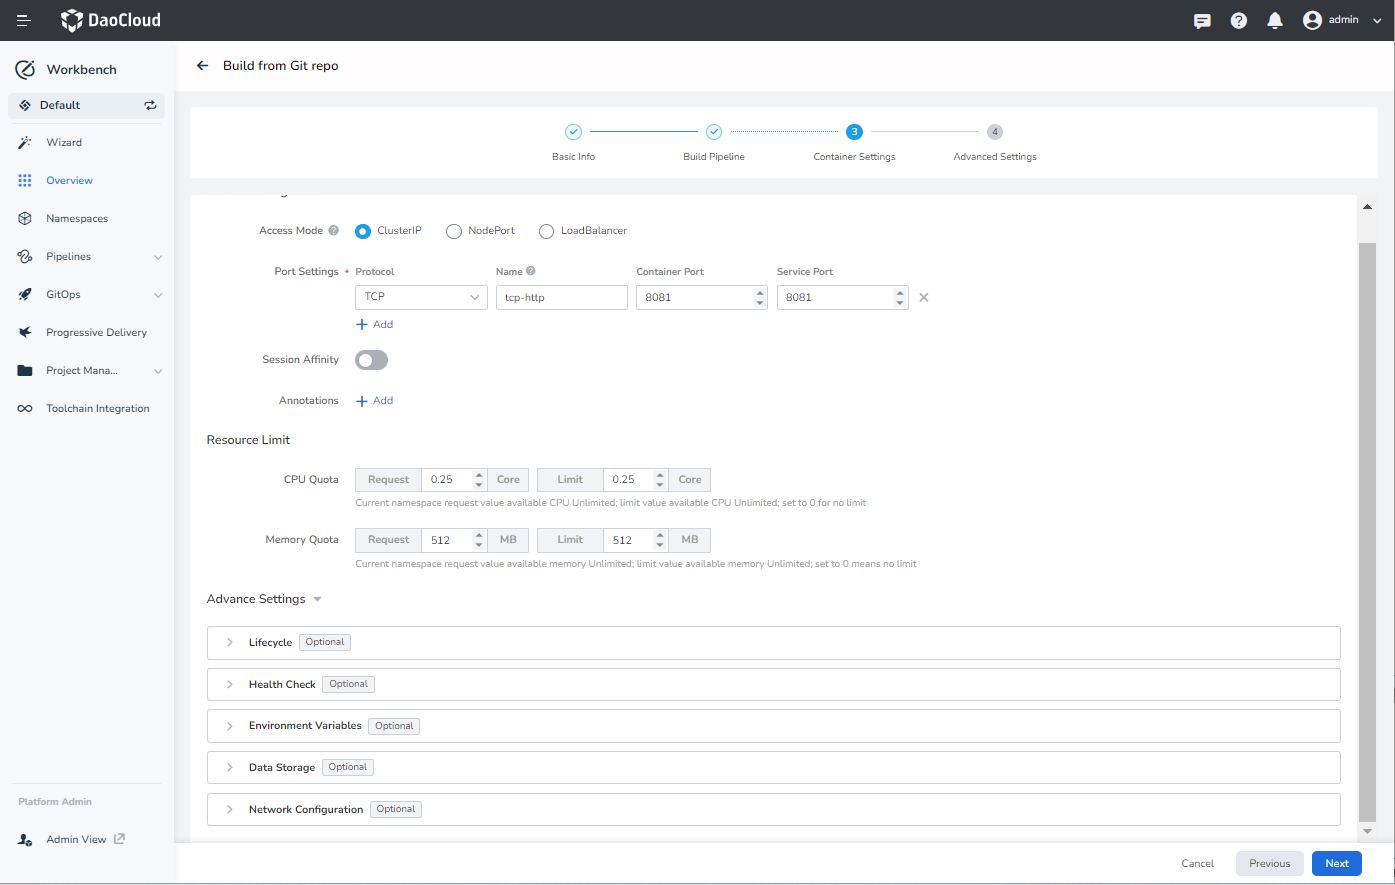 DaoCloud
admin
Workbench
Default
Wizard
Overview
Namespaces
Pipelines
GitOps
Progressive Delivery
Project Mana...
Toolchain Integration
Platform Admin
Admin View
Build from Git repo
3 4
Basic Info Build Pipeline Container Settings Advanced Settings
Access Mode ClusterIP NodePort LoadBalancer
Port Settings • Protocol Name Container Port Service Port
TCP tcp-http 8081 8081
+ Add
Session Affinity
Annotations + Add
Resource Limit
CPU Quota Request 0.25 Core Limit 0.25 Core
Current namespace request value available CPU Unlimited; limit value available CPU Unlimited; set to 0 for no limit
Memory Quota Request 512 MB Limit 512 MB
Current namespace request value available memory Unlimited; limit value available memory Unlimited; set to 0 means no limit
Advance Settings
Lifecycle Optional
Health Check Optional
Environment Variables Optional
Data Storage Optional
Network Configuration Optional
Cancel Previous Next